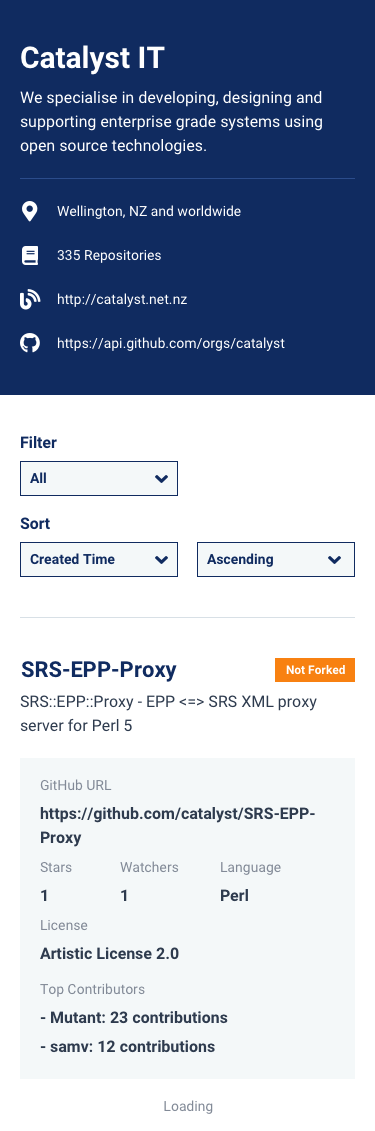 Catalyst IT
We specialise in developing, designing and
supporting enterprise grade systems using
open source technologies.
Wellington, NZ and worldwide
335 Repositories
http://catalyst.net.nz
https://api.github.com/orgs/catalyst
Filter
All
Sort
Created Time
Ascending
SRS-EPP-Proxy
Not Forked
SRS::EPP::Proxy - EPP <=> SRS XML proxy
server for Perl 5
GitHub URL
https://github.com/catalyst/SRS-EPP-
Proxy
Stars Watchers Language
1 1 Perl
License
Artistic License 2.0
Top Contributors
- Mutant: 23 contributions
- samv: 12 contributions
Loading